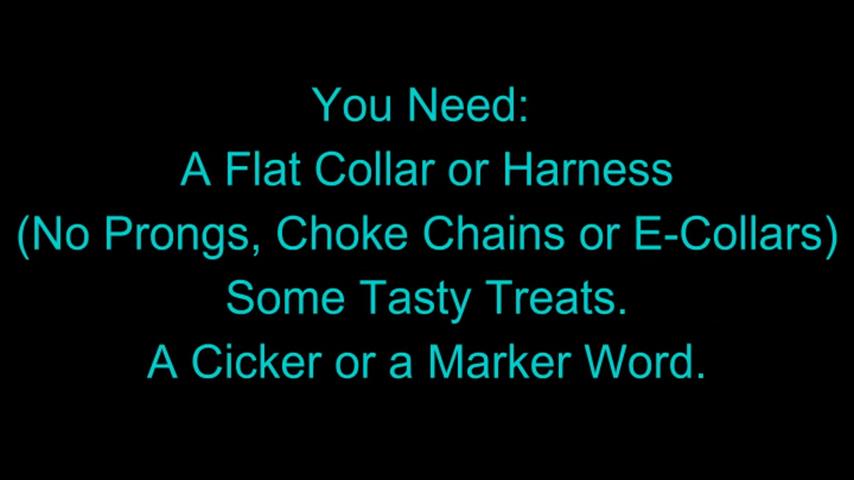 You Need:
A Flat Collar or Harness
(No Prongs, Choke Chains or E-Collars)
Some Tasty Treats.
A Cicker or a Marker Word.